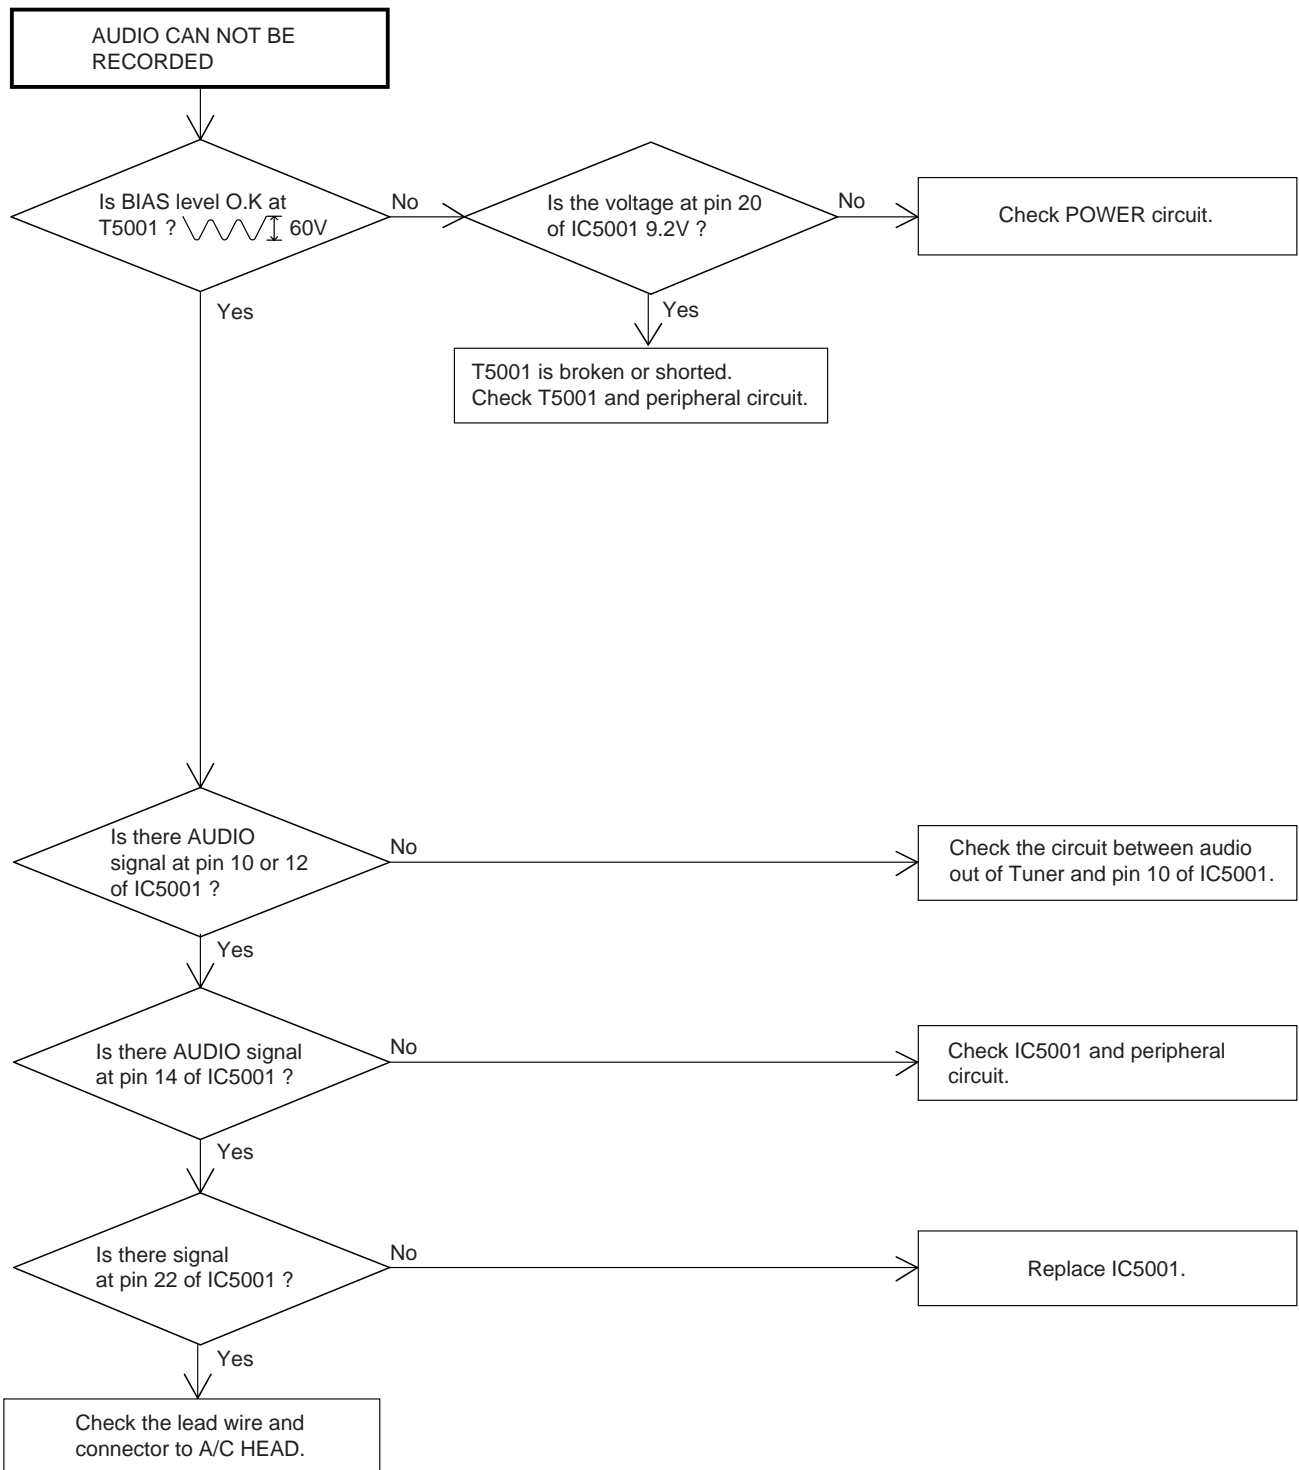 AUDIO CAN NOT BE
RECORDED
Is BIAS level O.K at
T5001 ? 60V
No
Is the voltage at pin 20
of IC5001 9.2V ?
No
Check POWER circuit.
Yes
Yes
T5001 is broken or shorted.
Check T5001 and peripheral circuit.
Is there AUDIO
signal at pin 10 or 12
of IC5001 ?
No
Check the circuit between audio
out of Tuner and pin 10 of IC5001.
Yes
Is there AUDIO signal
at pin 14 of IC5001 ?
No
Check IC5001 and peripheral
circuit.
Yes
Is there signal
at pin 22 of IC5001 ?
No
Replace IC5001.
Yes
Check the lead wire and
connector to A/C HEAD.